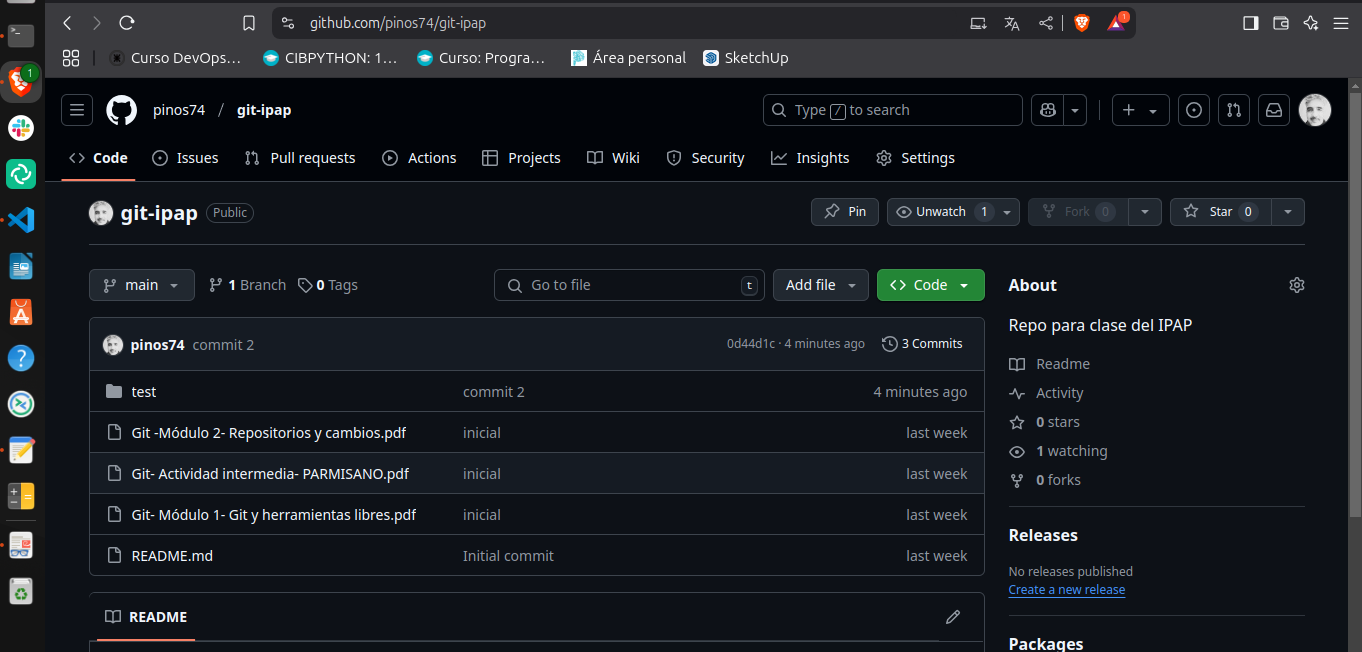 github.com/pinos74/git-ipap
1
1
Curso DevOps… CIBPYTHON: 1… Curso: Progra… Área personal SketchUp
pinos74 / git-ipap
Type / to search
Code Issues Pull requests Actions Projects Wiki Security Insights Settings
git-ipap Public
Pin Unwatch 1 Fork 0 Star 0
main 1 Branch 0 Tags
Go to file t
Add file Code
pinos74 commit 2 0d44d1c · 4 minutes ago 3 Commits
test commit 2 4 minutes ago
Git -Módulo 2- Repositorios y cambios.pdf inicial last week
Git- Actividad intermedia- PARMISANO.pdf inicial last week
Git- Módulo 1- Git y herramientas libres.pdf inicial last week
README.md Initial commit last week
README
About
Repo para clase del IPAP
Readme
Activity
0 stars
1 watching
0 forks
Releases
No releases published
Create a new release
Packages